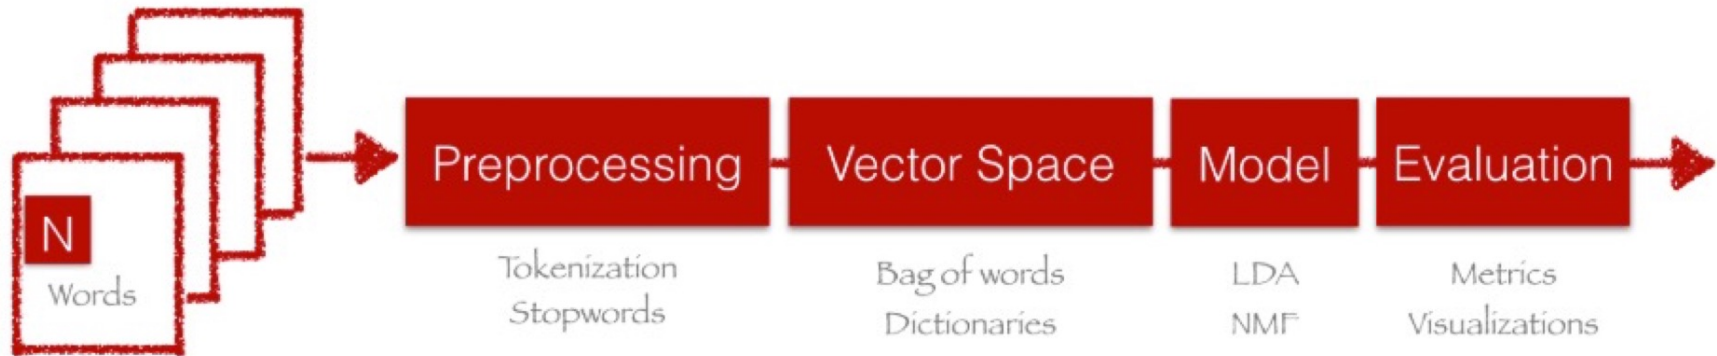 N
Words
Preprocessing
Tokenization
Stopwords
Vector Space
Bag of words
Dictionaries
Model
LDA
NMF
Evaluation
Metrics
Visualizations